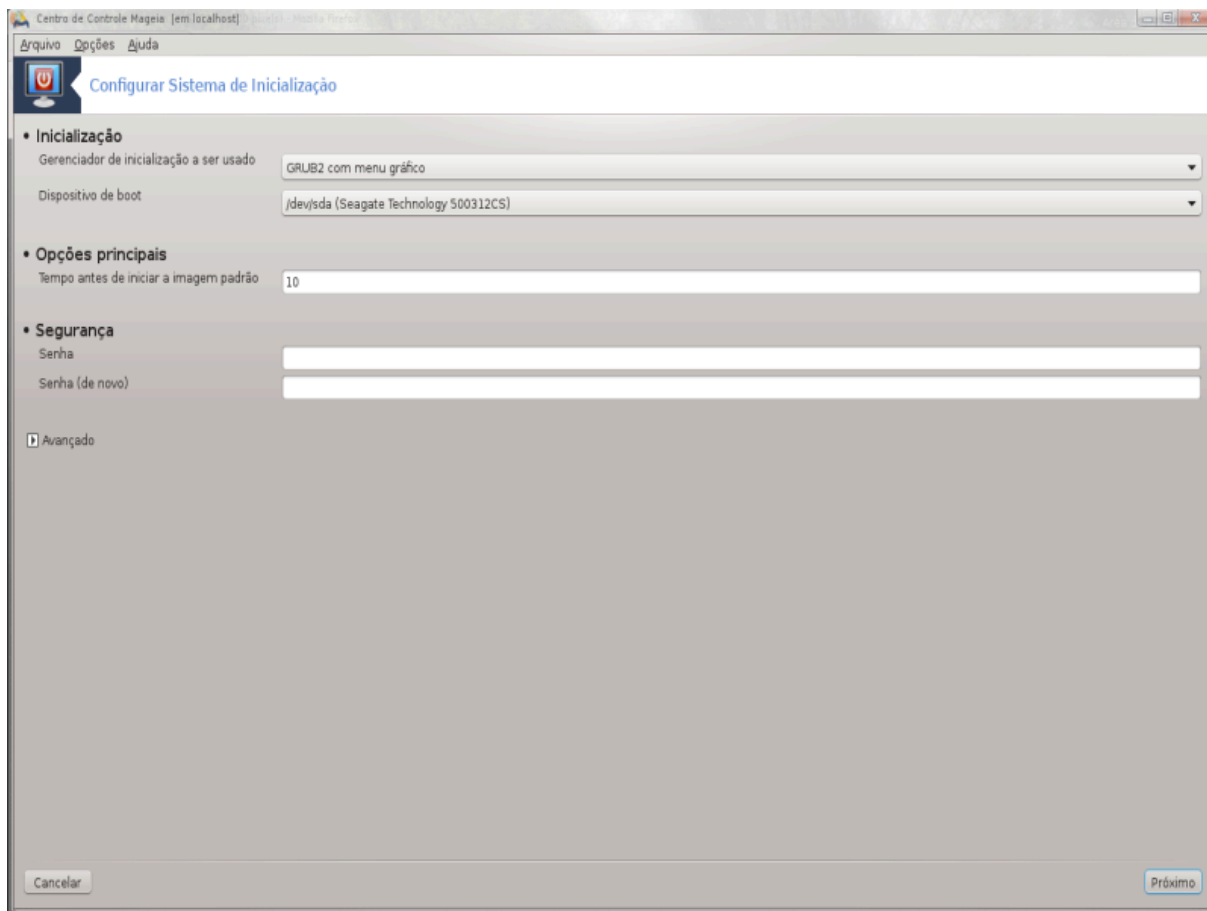 Centro de Controle Mageia [em localhost]
Arquivo Opções Ajuda
Configurar Sistema de Inicialização
• Inicialização
Gerenciador de inicialização a ser usado
GRUB2 com menu gráfico
Dispositivo de boot
/dev/sda (Seagate Technology 500312CS)
• Opções principais
Tempo antes de iniciar a imagem padrão
10
• Segurança
Senha
Senha (de novo)
Avançado
Cancelar
Próximo